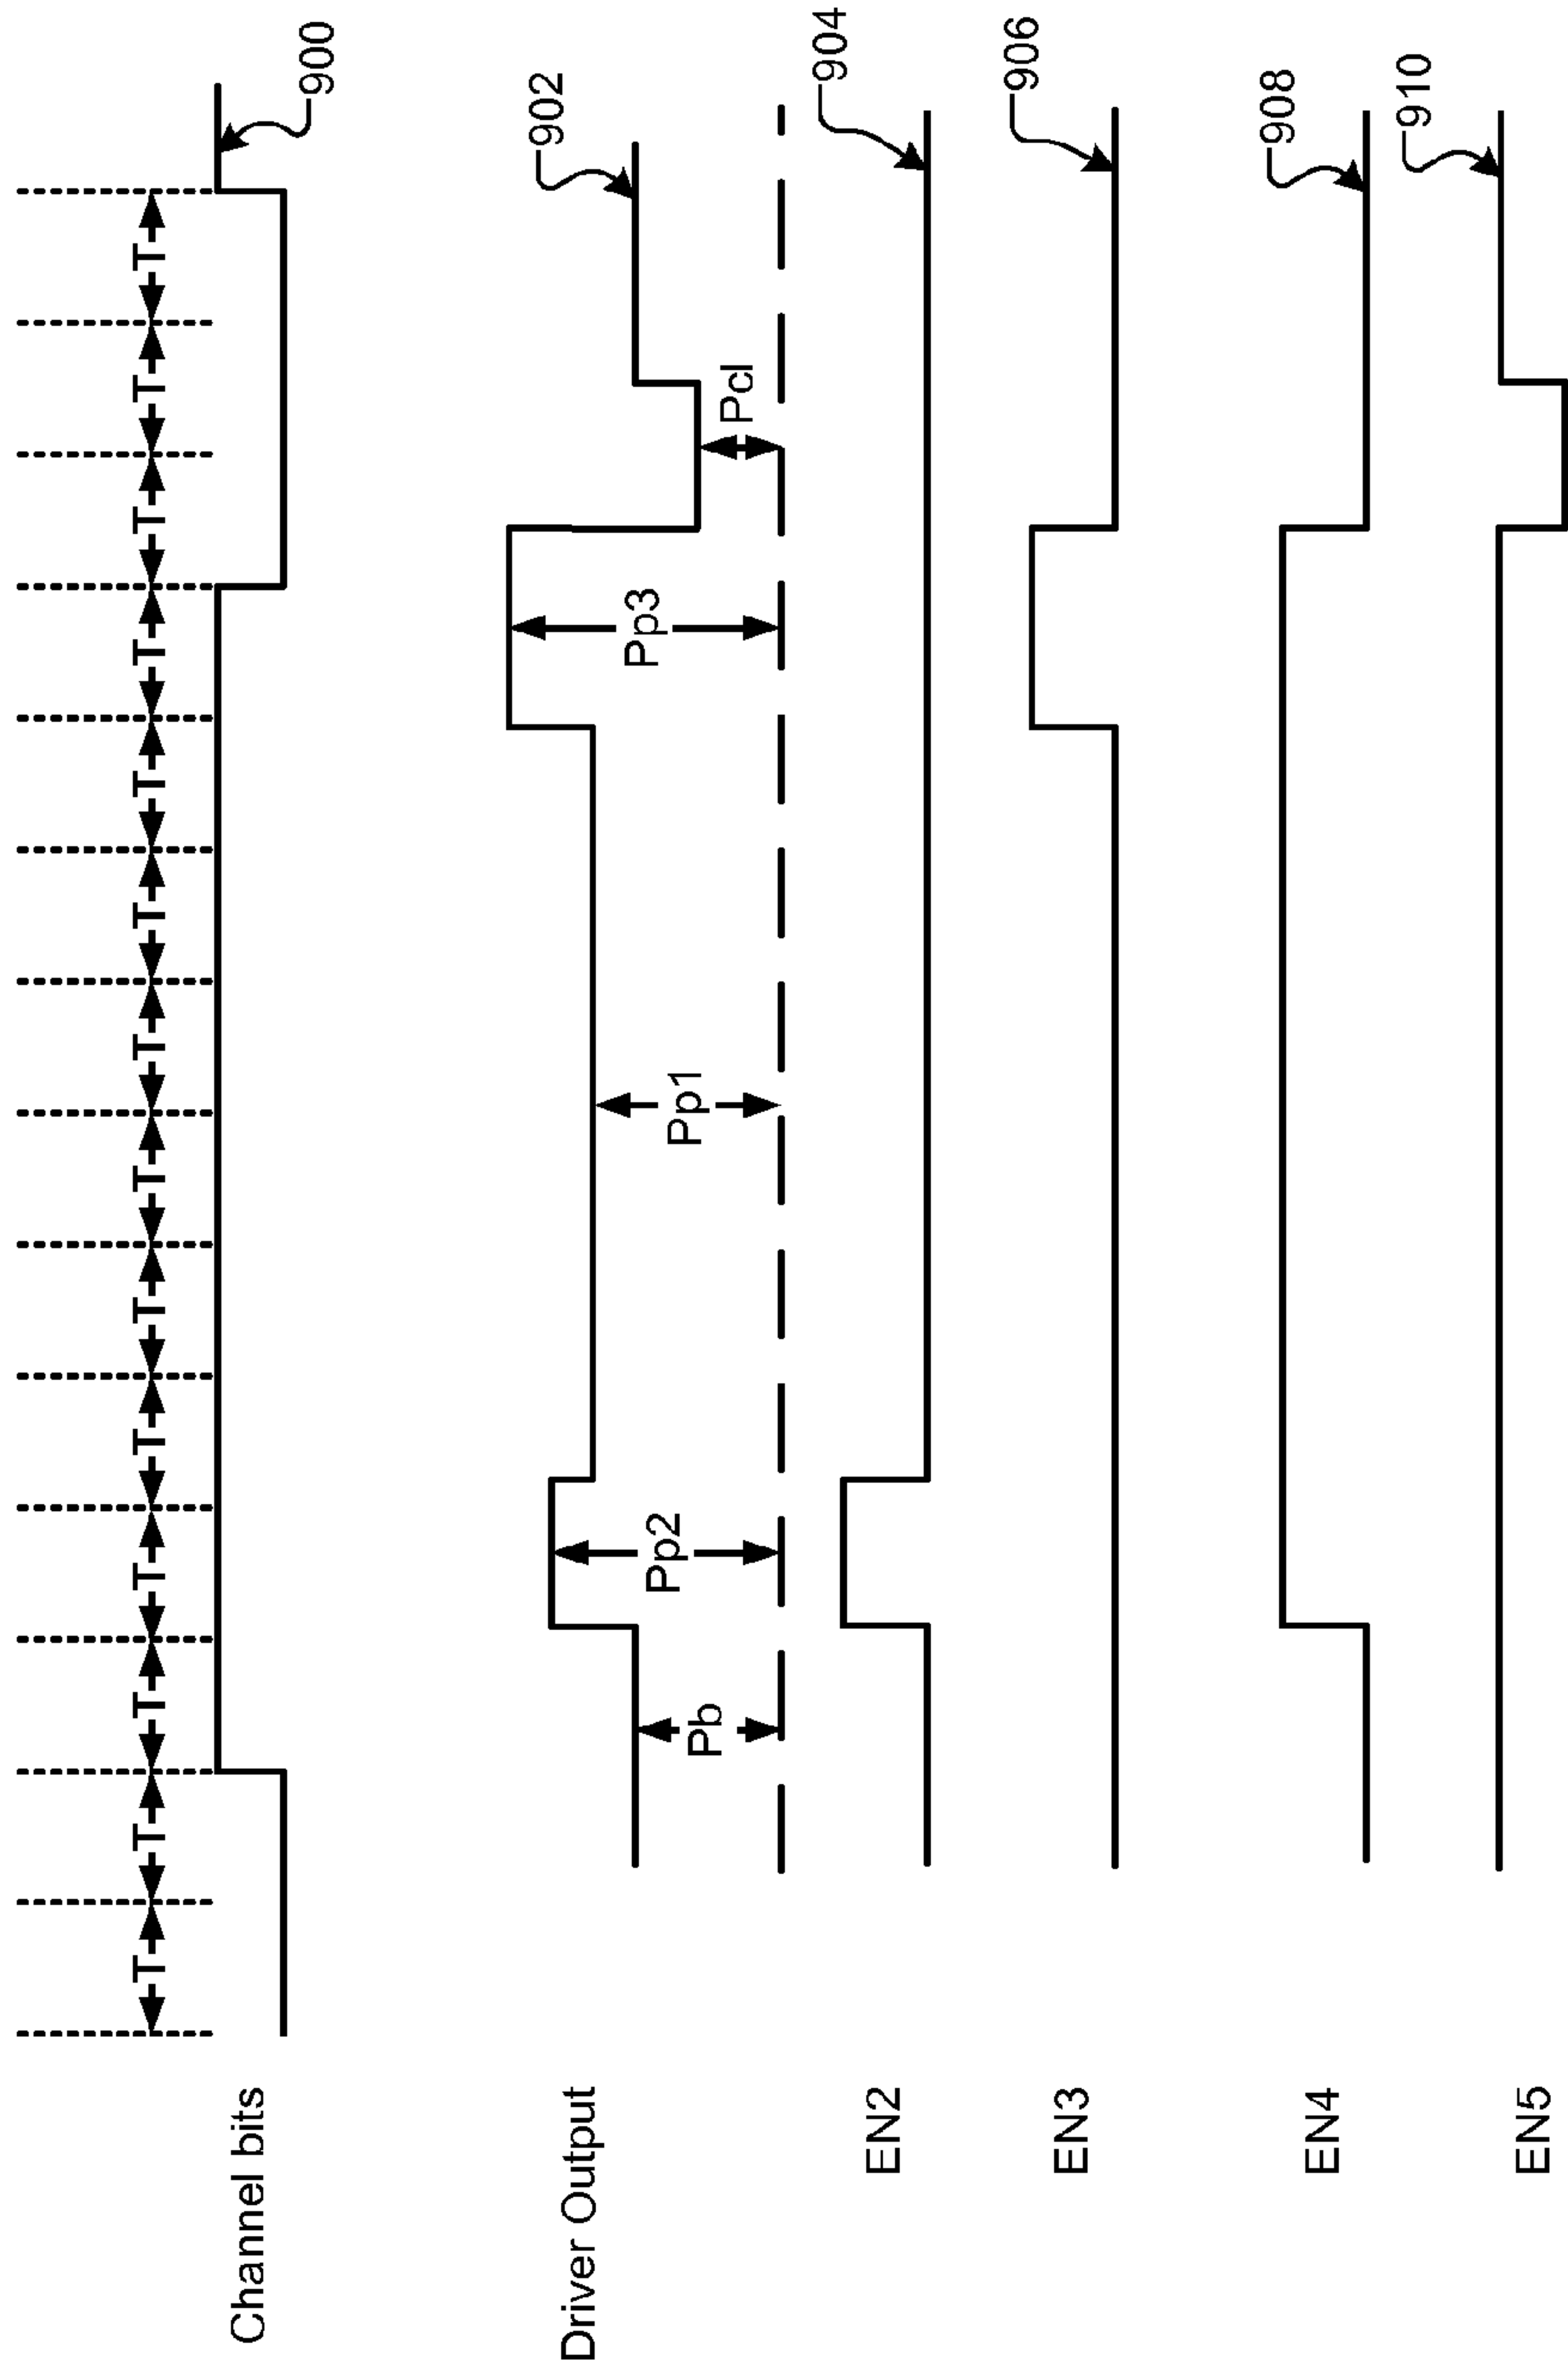 T T T T T T T T T T T T T T
Channel bits
900
Driver Output
902
Pb
Pp2
Pp1
Pp3
Pcl
EN2
904
EN3
906
EN4
908
EN5
910